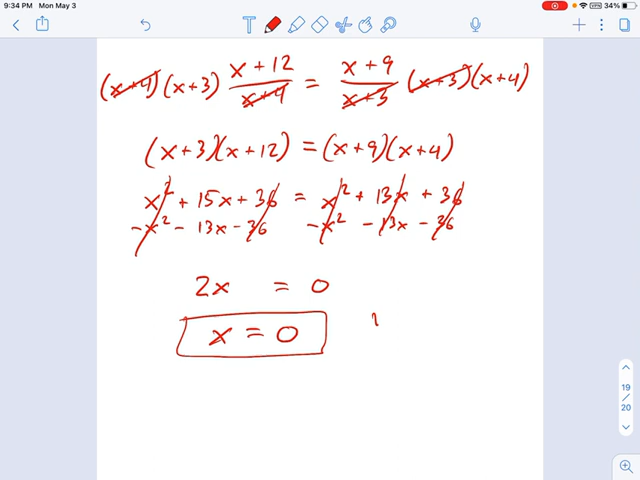 9:34 PM Mon May 3
VPN 34%
(x+4)(x+3) x+12/x+4 = x+9/x+3 (x+3)(x+4)
(x+3)(x+12) = (x+9)(x+4)
x² + 15x + 36 = x² + 13x + 36
-x² - 13x - 36 -x² - 13x - 36
2x = 0
x = 0
19
/
20